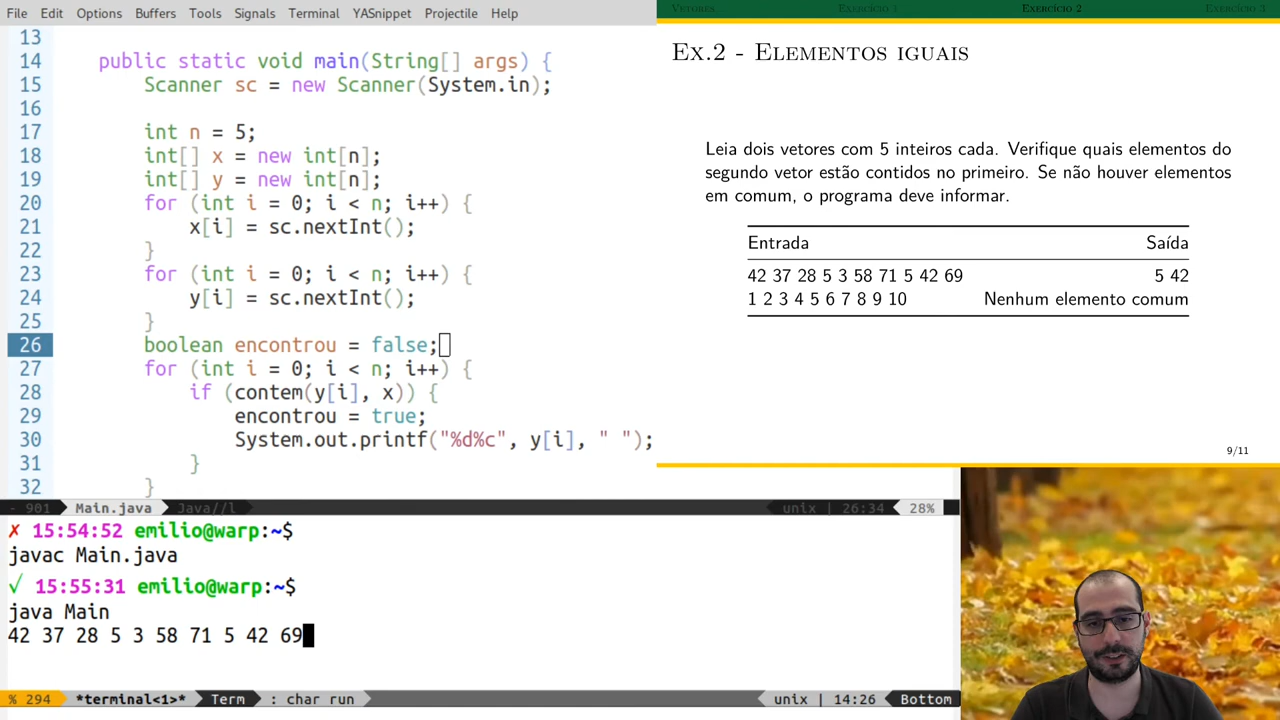 File Edit Options Buffers Tools Signals Terminal YASnippet Projectile Help
13
14 public static void main(String[] args) {
15 Scanner sc = new Scanner(System.in);
16
17 int n = 5;
18 int[] x = new int[n];
19 int[] y = new int[n];
20 for (int i = 0; i < n; i++) {
21 x[i] = sc.nextInt();
22 }
23 for (int i = 0; i < n; i++) {
24 y[i] = sc.nextInt();
25 }
26 boolean encontrou = false;
27 for (int i = 0; i < n; i++) {
28 if (contem(y[i], x)) {
29 encontrou = true;
30 System.out.printf("%d%c", y[i], " ");
31 }
32 }
- 901 Main.java Java//l unix | 26:34 28%
✗ 15:54:52 emilio@warp:~$
javac Main.java
√ 15:55:31 emilio@warp:~$
java Main
42 37 28 5 3 58 71 5 42 69
% 294 *terminal<1>* Term : char run unix | 14:26 Bottom
Vetores Exercício 1 Exercício 2 Exercício 3
Ex.2 - Elementos iguais
Leia dois vetores com 5 inteiros cada. Verifique quais elementos do
segundo vetor estão contidos no primeiro. Se não houver elementos
em comum, o programa deve informar.
Entrada Saída
42 37 28 5 3 58 71 5 42 69 5 42
1 2 3 4 5 6 7 8 9 10 Nenhum elemento comum
9/11